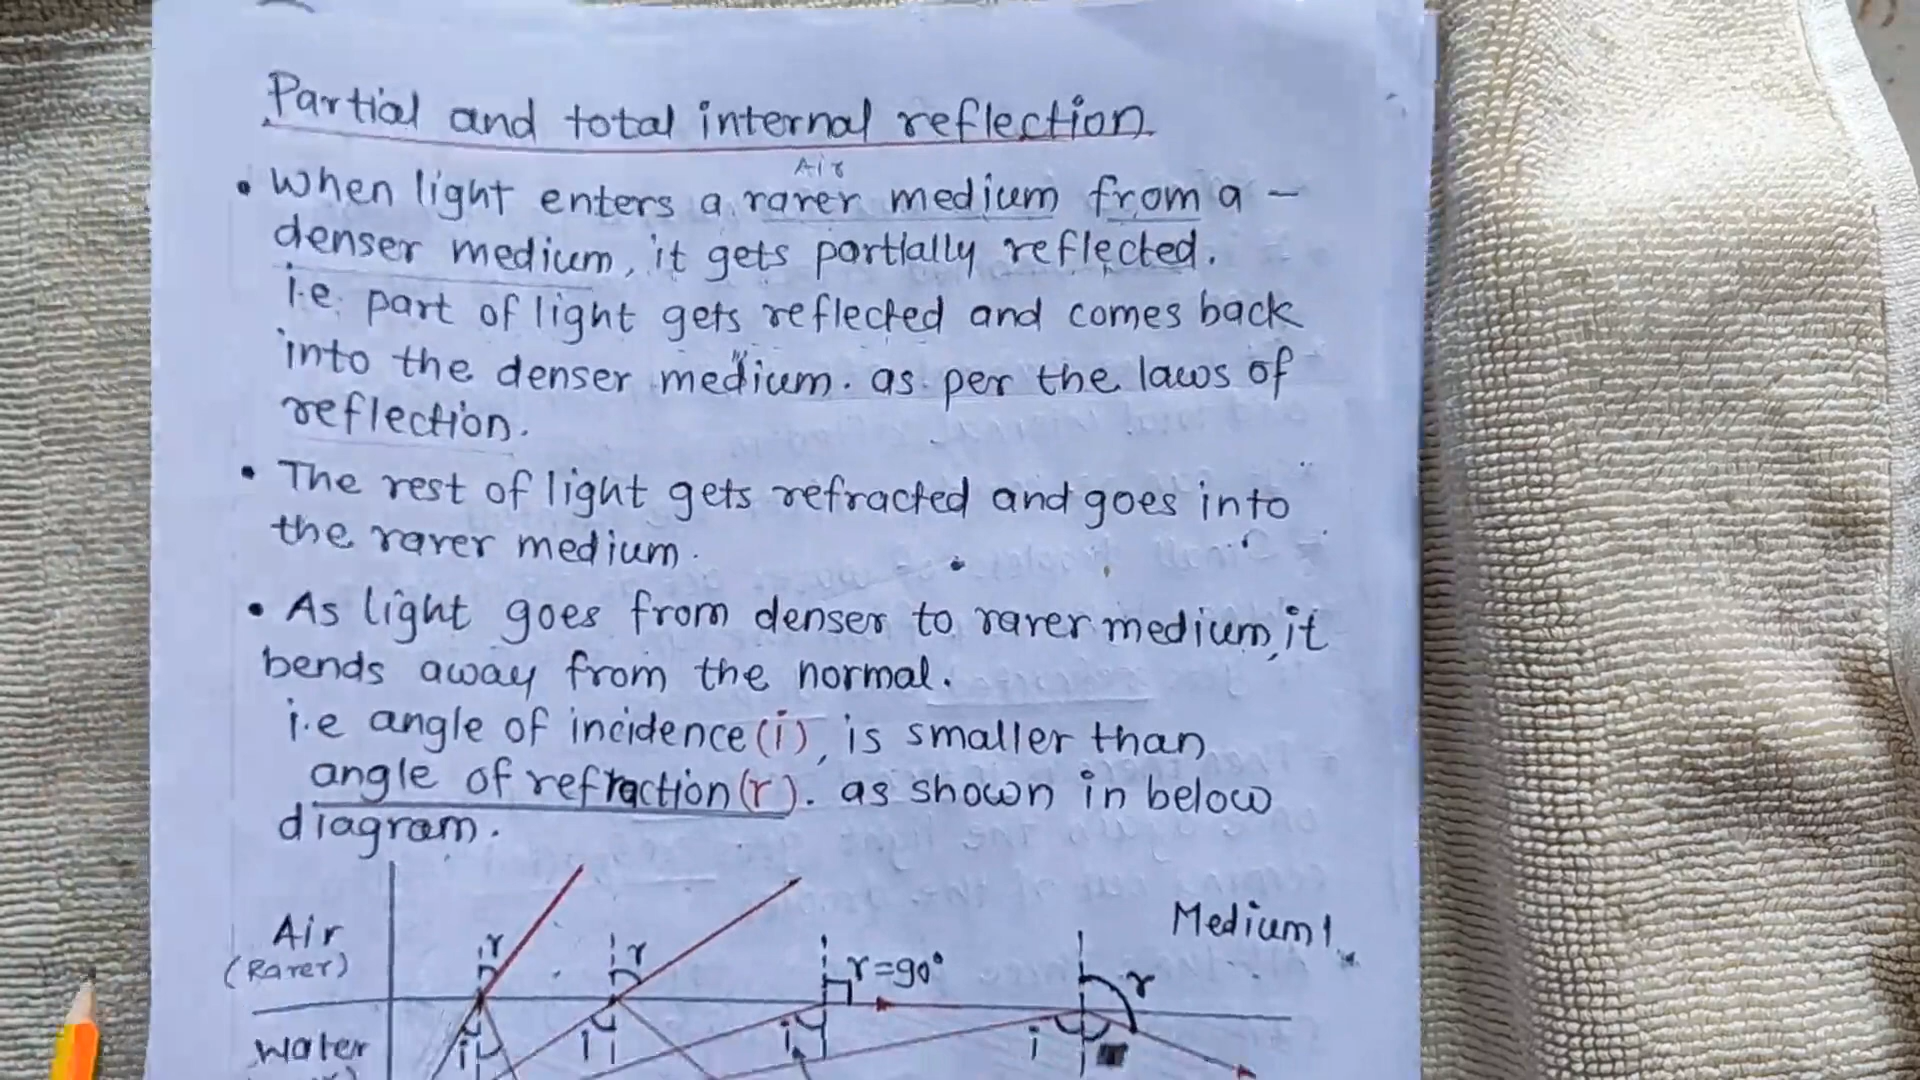 Partial and total internal reflection
Air
• When light enters a rarer medium from a -
denser medium, it gets partially reflected.
i.e. part of light gets reflected and comes back
into the denser medium. as per the laws of
reflection.
• The rest of light gets refracted and goes into
the rarer medium.
• As light goes from denser to rarer medium, it
bends away from the normal.
i.e angle of incidence (i), is smaller than
angle of refraction (r). as shown in below
diagram.
Air
(Rarer)
r
r
r=90°
r
Medium 1
Water
i
i
i
i